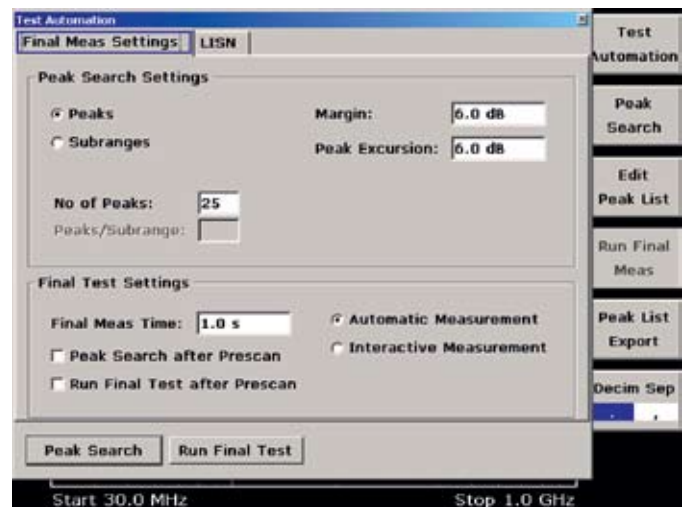 Test Automation
Final Meas Settings LISN
Peak Search Settings
Peaks
Subranges
Margin: 6.0 dB
Peak Excursion: 6.0 dB
No of Peaks: 25
Peaks/Subrange:
Final Test Settings
Final Meas Time: 1.0 s
Peak Search after Prescan
Run Final Test after Prescan
Automatic Measurement
Interactive Measurement
Peak Search Run Final Test
Start 30.0 MHz Stop 1.0 GHz
Test
Automation
Peak
Search
Edit
Peak List
Run Final
Meas
Peak List
Export
Decim Sep
. ,